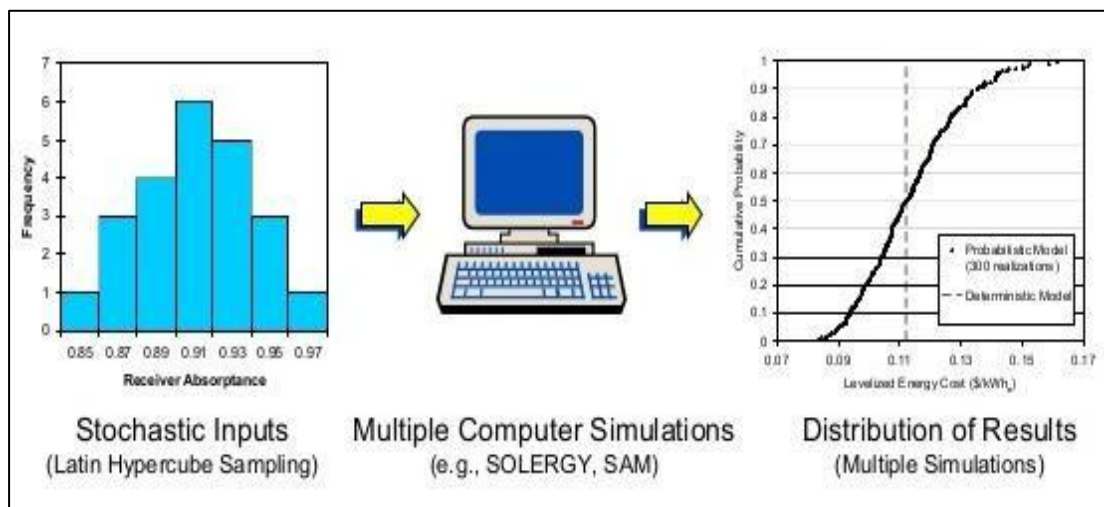 7
6
5
4
3
2
1
0
Frequency
0.85 0.87 0.89 0.91 0.93 0.95 0.97
Receiver Absorptance
Stochastic Inputs
(Latin Hypercube Sampling)
Multiple Computer Simulations
(e.g., SOLERGY, SAM)
1
0.9
0.8
0.7
0.6
0.5
0.4
0.3
0.2
0.1
0
Cumulative Probability
Probabilistic Model
(300 realizations)
Deterministic Model
0.07 0.09 0.11 0.13 0.15 0.17
Levelized Energy Cost ($/kWhe)
Distribution of Results
(Multiple Simulations)